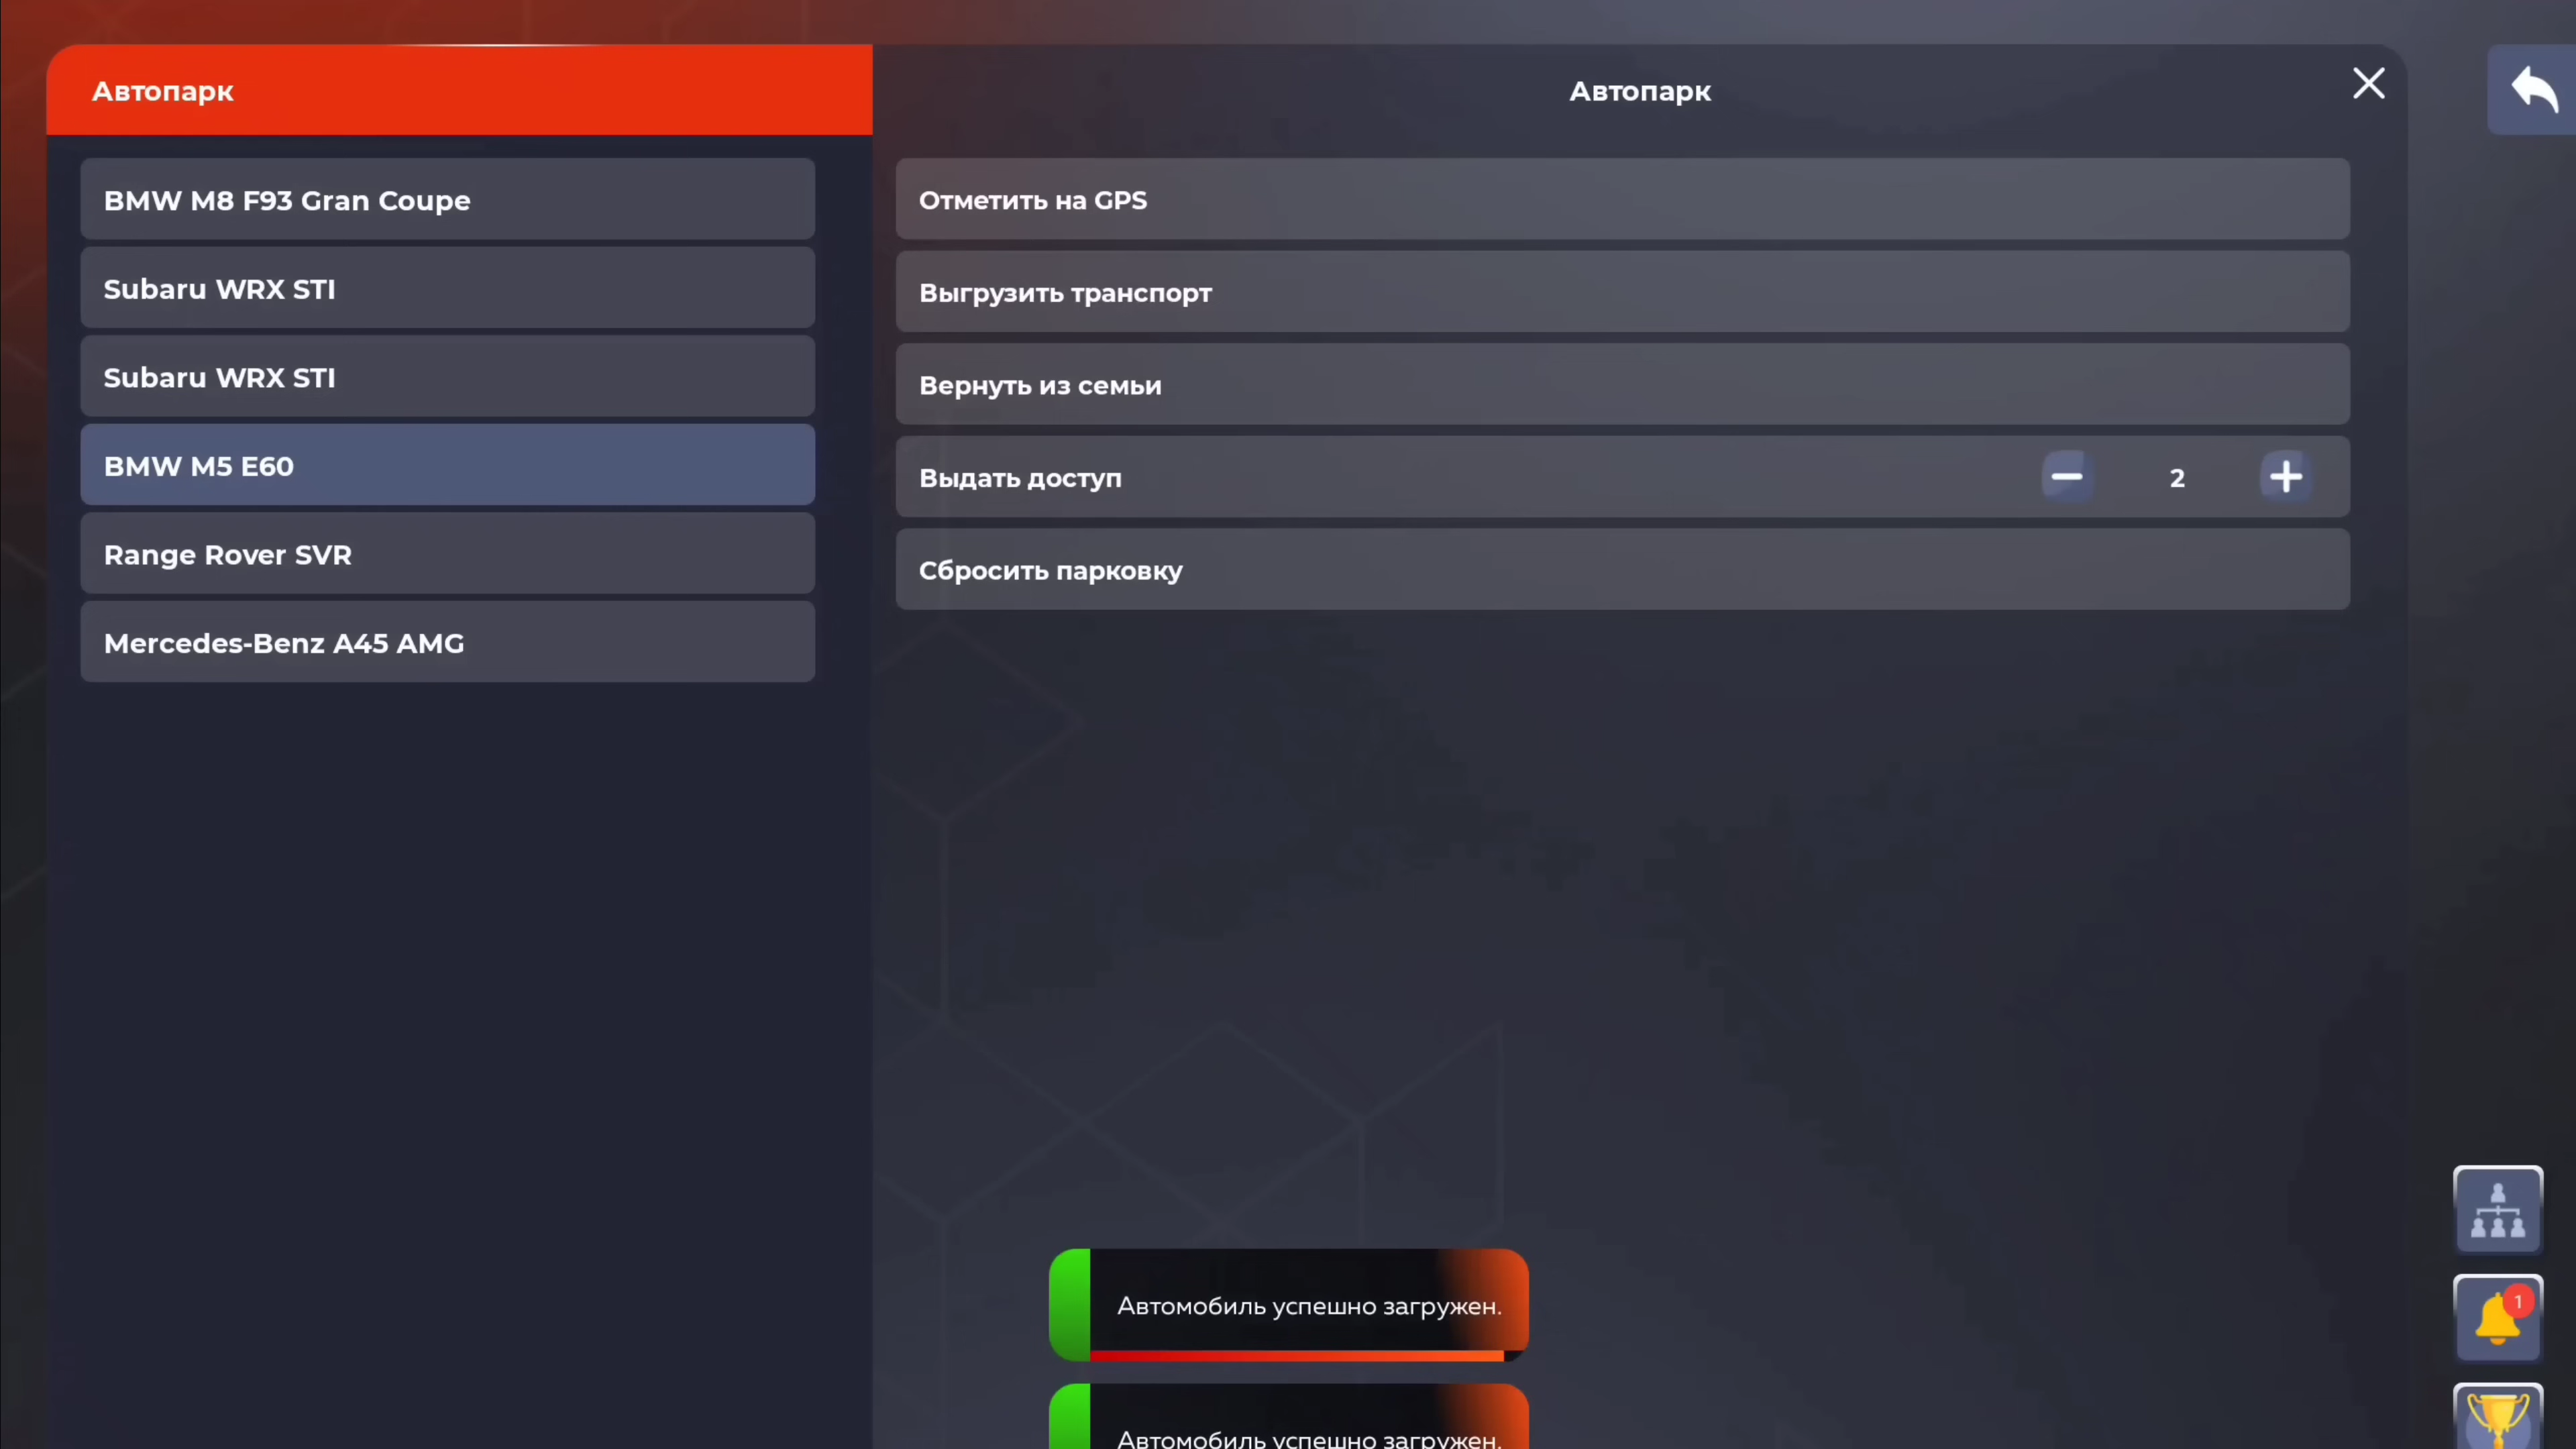 Автопарк
Автопарк
BMW M8 F93 Gran Coupe
Subaru WRX STI
Subaru WRX STI
BMW M5 E60
Range Rover SVR
Mercedes-Benz A45 AMG
Отметить на GPS
Выгрузить транспорт
Вернуть из семьи
Выдать доступ
2
Сбросить парковку
Автомобиль успешно загружен.
Автомобиль успешно загружен.
1